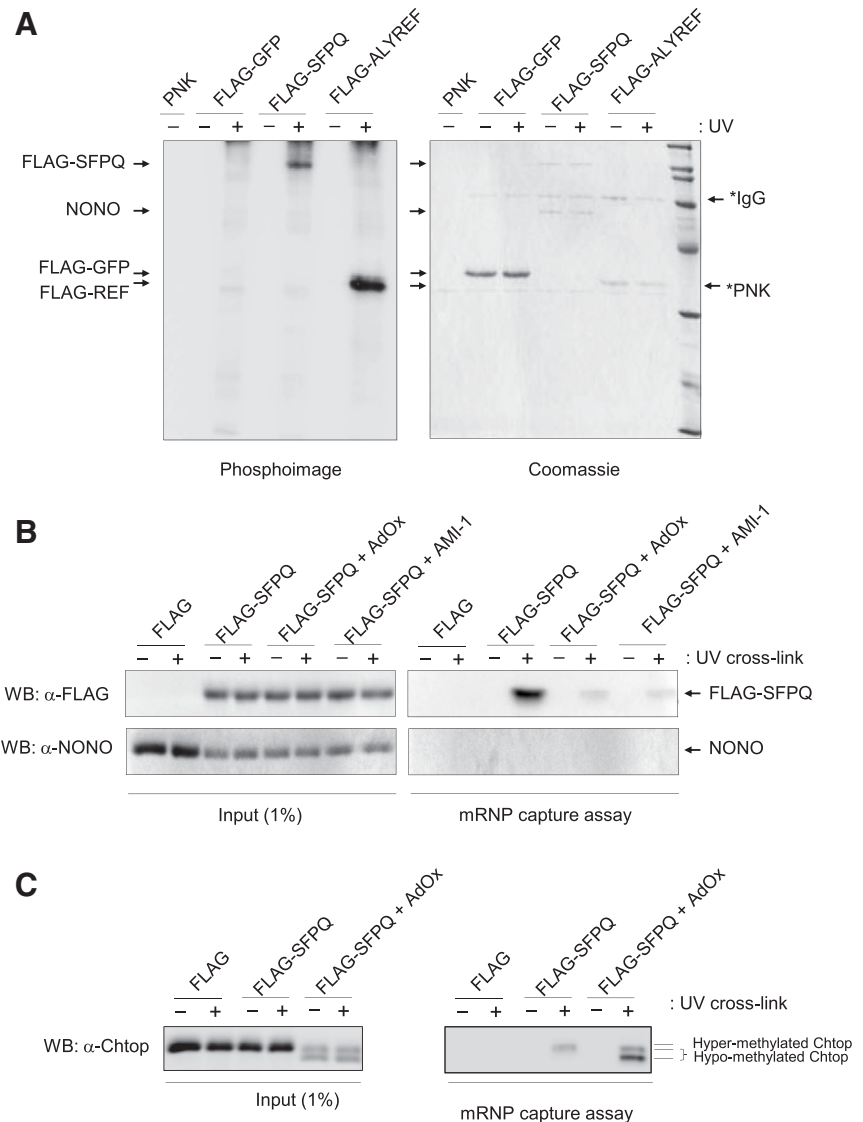 A
PNK
FLAG-GFP
FLAG-SFPQ
FLAG-ALYREF
PNK
FLAG-GFP
FLAG-SFPQ
FLAG-ALYREF
– – + – + – +
– – + – + – + : UV
FLAG-SFPQ
NONO
FLAG-GFP
FLAG-REF
*IgG
*PNK
Phosphoimage
Coomassie
B
FLAG
FLAG-SFPQ
FLAG-SFPQ + AdOx
FLAG-SFPQ + AMI-1
FLAG
FLAG-SFPQ
FLAG-SFPQ + AdOx
FLAG-SFPQ + AMI-1
– + – + – + – +
– + – + – + – + : UV cross-link
WB: α-FLAG
FLAG-SFPQ
WB: α-NONO
NONO
Input (1%)
mRNP capture assay
C
FLAG
FLAG-SFPQ
FLAG-SFPQ + AdOx
FLAG
FLAG-SFPQ
FLAG-SFPQ + AdOx
– + – + – +
– + – + – + : UV cross-link
WB: α-Chtop
Hyper-methylated Chtop
Hypo-methylated Chtop
Input (1%)
mRNP capture assay